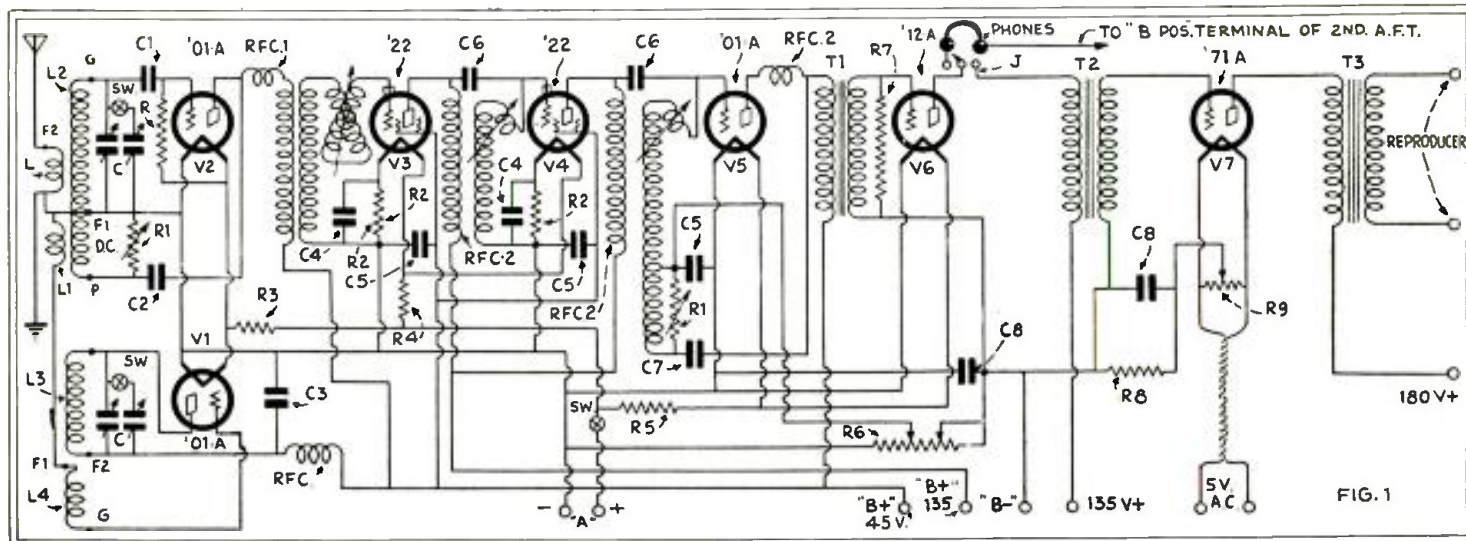 C1
'01-A
RFC.1
'22
C6
'22
C6
'01-A
RFC.2
T1
R7
'12A
PHONES
TO "B POS." TERMINAL OF 2ND. A.F.T.
J
T2
'71A
T3
L2
G
SW
R
F2
L
C
V2
V3
V4
V5
V6
V7
REPRODUCER
F1
D.C.
R1
L1
P
C2
C4
R2
R2
C5
C4
R2
RFC.2
C5
RFC2
C5
R1
C7
C8
C8
R9
R3
R4
V1
SW
L3
C
C3
'01-A
F1
F2
RFC
L4
G
SW
R5
R6
R8
180 V+
- "A" +
"B+"
45 V.
"B+"
135
"B-"
135 V+
5 V.
A.C.
FIG. 1